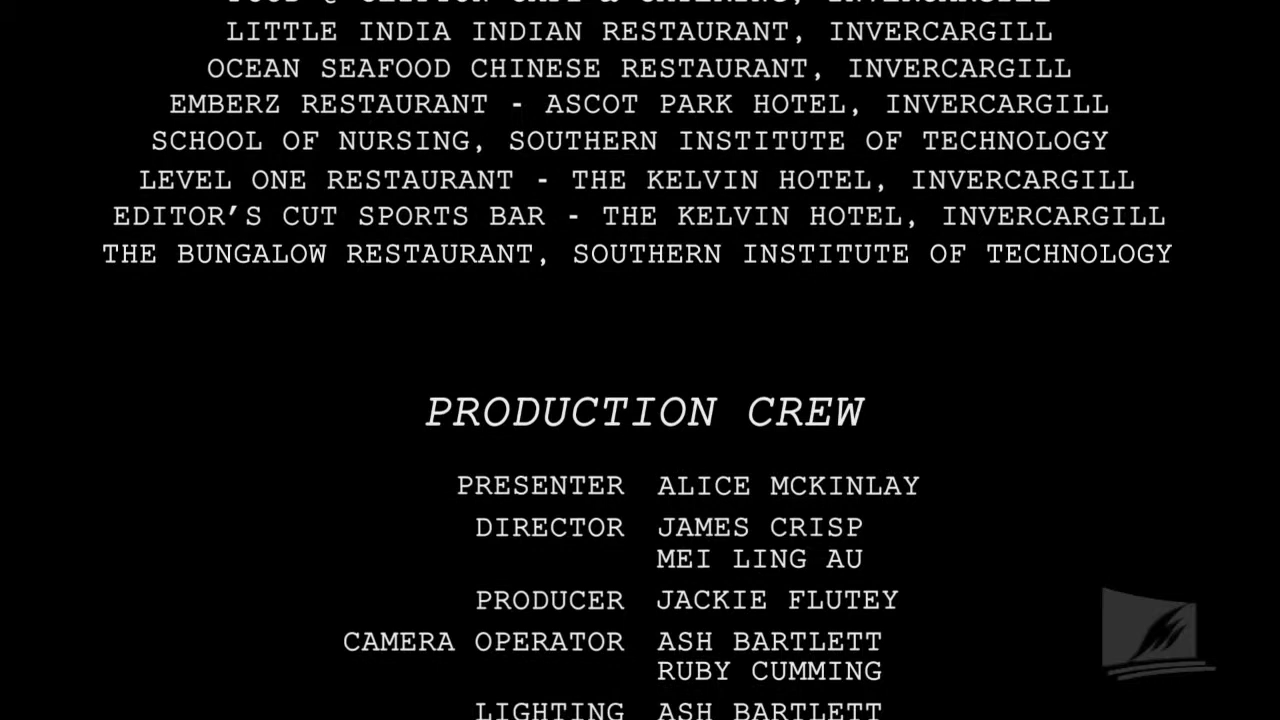 LITTLE INDIA INDIAN RESTAURANT, INVERCARGILL
OCEAN SEAFOOD CHINESE RESTAURANT, INVERCARGILL
EMBERZ RESTAURANT - ASCOT PARK HOTEL, INVERCARGILL
SCHOOL OF NURSING, SOUTHERN INSTITUTE OF TECHNOLOGY
LEVEL ONE RESTAURANT - THE KELVIN HOTEL, INVERCARGILL
EDITOR'S CUT SPORTS BAR - THE KELVIN HOTEL, INVERCARGILL
THE BUNGALOW RESTAURANT, SOUTHERN INSTITUTE OF TECHNOLOGY
PRODUCTION CREW
PRESENTER ALICE MCKINLAY
DIRECTOR JAMES CRISP
MEI LING AU
PRODUCER JACKIE FLUTEY
CAMERA OPERATOR ASH BARTLETT
RUBY CUMMING
LIGHTING ASH BARTLETT